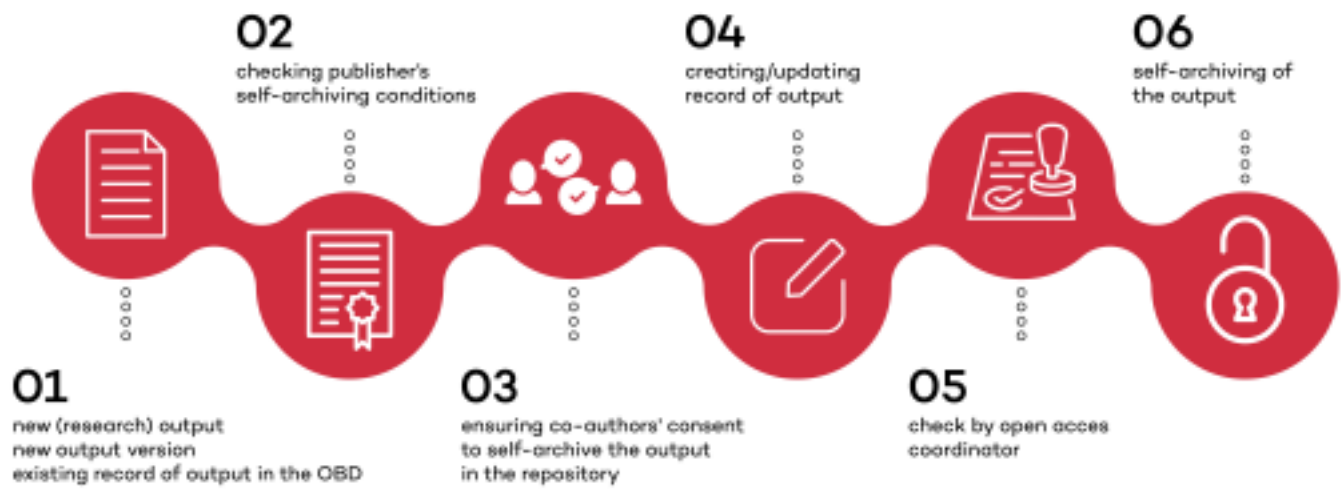 01
new (research) output
new output version
existing record of output in the OBD
02
checking publisher's
self-archiving conditions
03
ensuring co-authors' consent
to self-archive the output
in the repository
04
creating/updating
record of output
05
check by open acces
coordinator
06
self-archiving of
the output